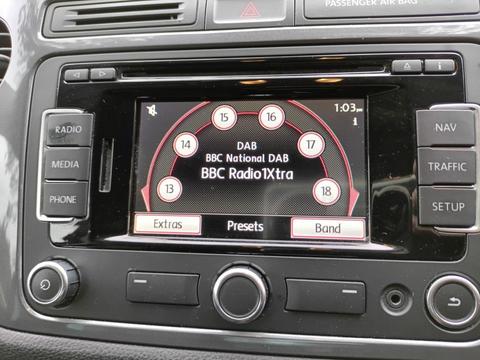 PASSENGER AIR BAG
RADIO
MEDIA
PHONE
1:03 pm
i
13
14
15
16
17
18
DAB
BBC National DAB
BBC Radio1Xtra
Extras
Presets
Band
i
NAV
TRAFFIC
SETUP